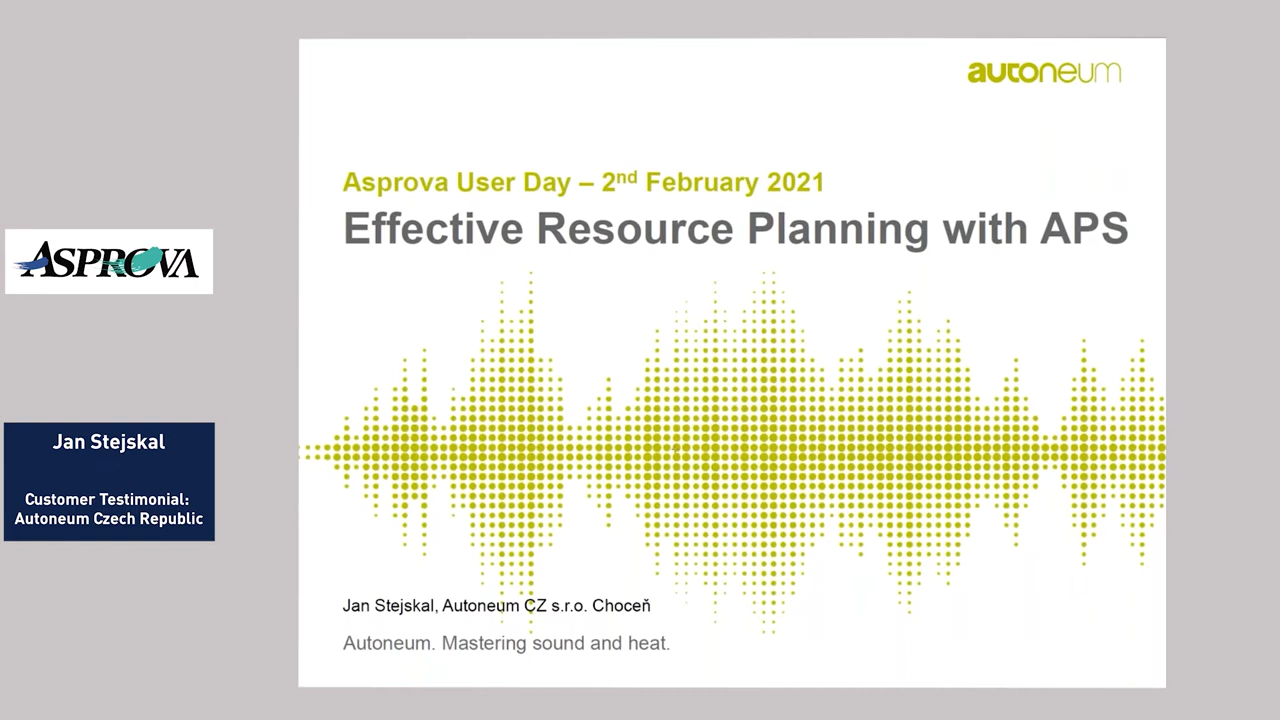 autoneum
Asprova User Day – 2nd February 2021
Effective Resource Planning with APS
ASPROVA
Jan Stejskal
Customer Testimonial:
Autoneum Czech Republic
Jan Stejskal, Autoneum CZ s.r.o. Choceň
Autoneum. Mastering sound and heat.